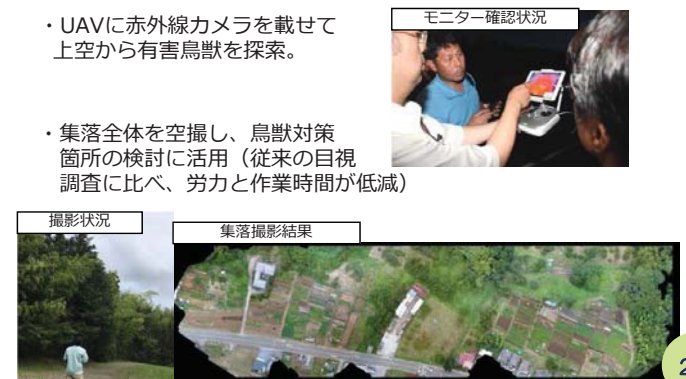 ・UAVに赤外線カメラを載せて
上空から有害鳥獣を探索。
モニター確認状況
・集落全体を空撮し、鳥獣対策
箇所の検討に活用（従来の目視
調査に比べ、労力と作業時間が低減）
撮影状況
集落撮影結果
2